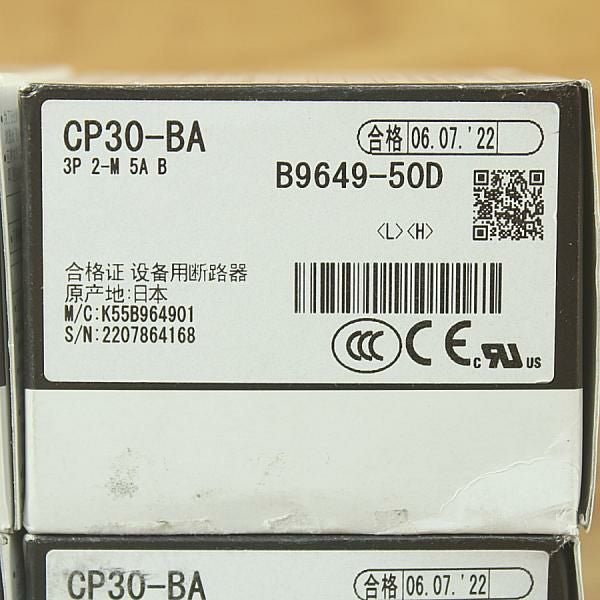 CP30-BA
合格 06.07.'22
3P 2-M 5A B
B9649-50D
〈L〉〈H〉
合格证 设备用断路器
原产地:日本
M/C:K55B964901
S/N:2207864168
CCC CE c RU US
CP30-BA
合格 06.07.'22